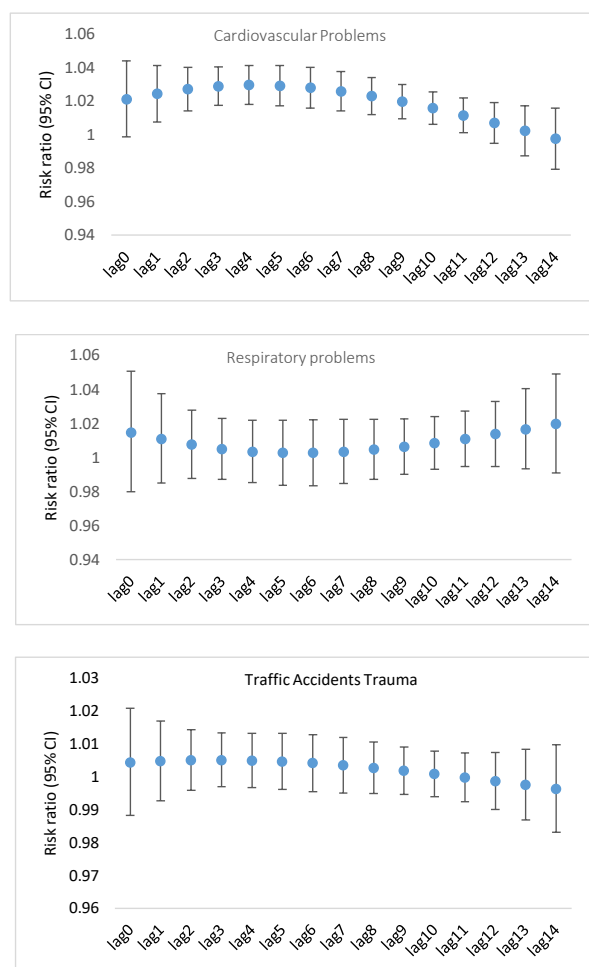 Cardiovascular Problems
Risk ratio (95% CI)
1.06
1.04
1.02
1
0.98
0.96
0.94
lag0 lag1 lag2 lag3 lag4 lag5 lag6 lag7 lag8 lag9 lag10 lag11 lag12 lag13 lag14
Respiratory problems
Risk ratio (95% CI)
1.06
1.04
1.02
1
0.98
0.96
0.94
lag0 lag1 lag2 lag3 lag4 lag5 lag6 lag7 lag8 lag9 lag10 lag11 lag12 lag13 lag14
Traffic Accidents Trauma
Risk ratio (95% CI)
1.03
1.02
1.01
1
0.99
0.98
0.97
0.96
lag0 lag1 lag2 lag3 lag4 lag5 lag6 lag7 lag8 lag9 lag10 lag11 lag12 lag13 lag14